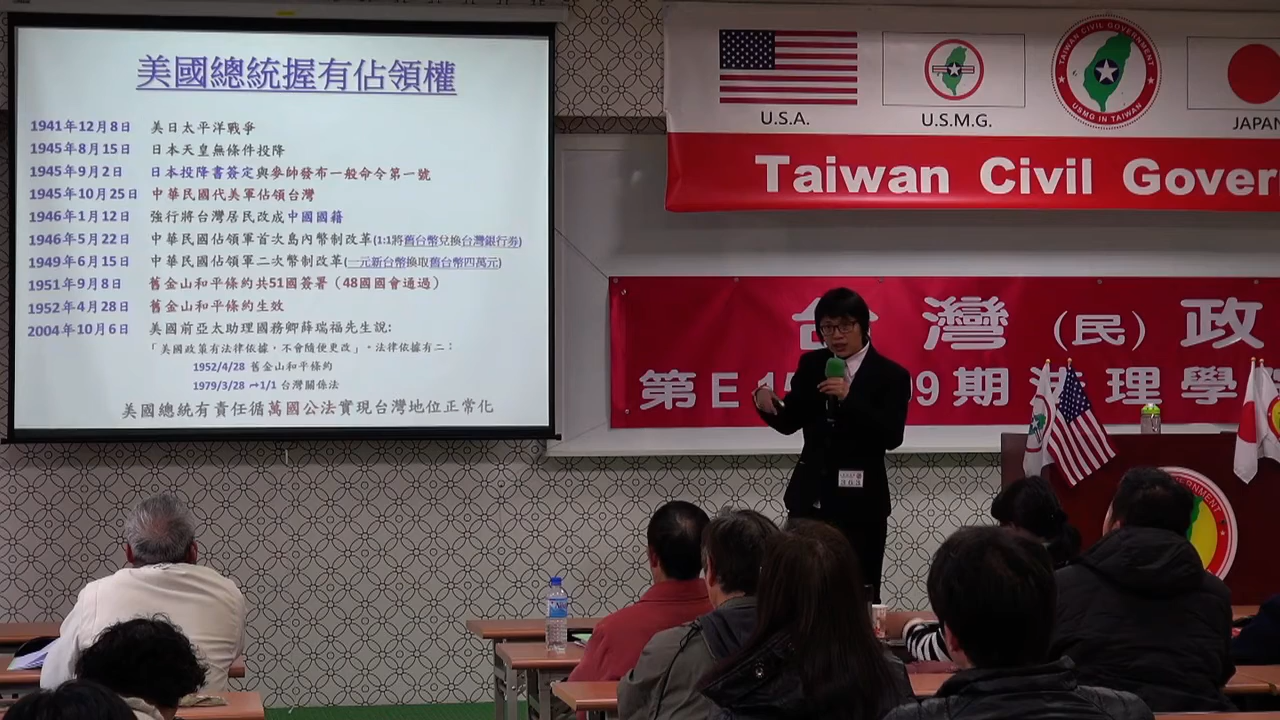 美國總統握有佔領權
1941年12月8日 美日太平洋戰爭
1945年8月15日 日本天皇無條件投降
1945年9月2日 日本投降書簽定與麥帥發布一般命令第一號
1945年10月25日 中華民國代美軍佔領台灣
1946年1月12日 強行將台灣居民改成中國國籍
1946年5月22日 中華民國佔領軍首次島內幣制改革(1:1將舊台幣兌換台灣銀行券)
1949年6月15日 中華民國佔領軍二次幣制改革(一元新台幣換取舊台幣四萬元)
1951年9月8日 舊金山和平條約共51國簽署（48國國會通過）
1952年4月28日 舊金山和平條約生效
2004年10月6日 美國前亞太助理國務卿薛瑞福先生說:
「美國政策有法律依據，不會隨便更改」。法律依據有二：
1952/4/28 舊金山和平條約
1979/3/28 ➙1/1 台灣關係法
美國總統有責任循萬國公法實現台灣地位正常化
U.S.A.
U.S.M.G.
TAIWAN CIVIL GOVERNMENT
USMG IN TAIWAN
JAPAN
Taiwan Civil Gover
台灣(民)政
第E15 09期法理學